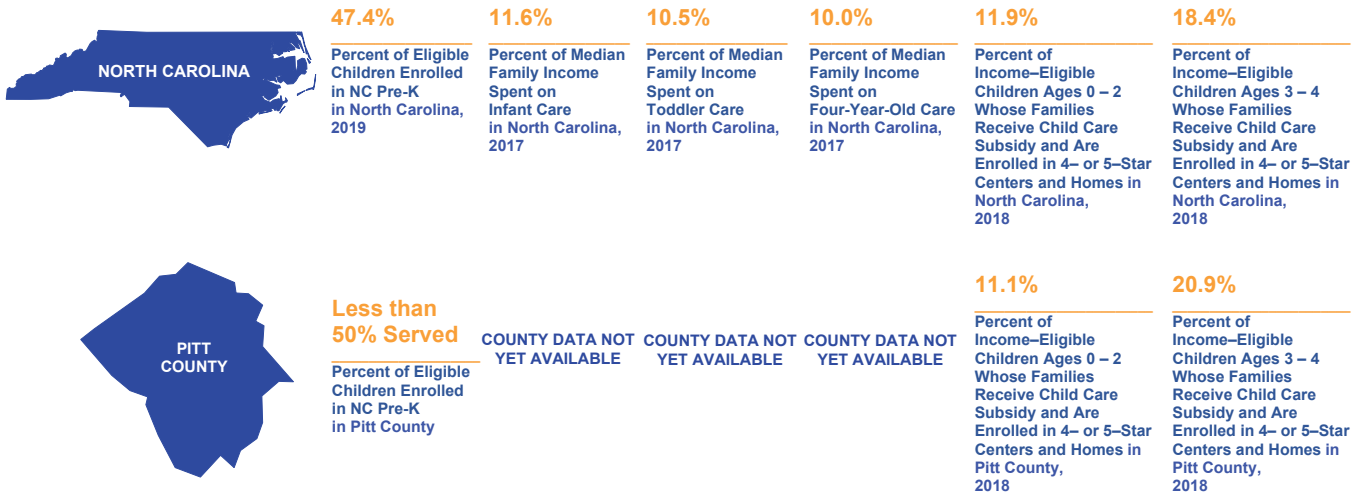 NORTH CAROLINA
47.4%
Percent of Eligible
Children Enrolled
in NC Pre-K
in North Carolina,
2019
11.6%
Percent of Median
Family Income
Spent on
Infant Care
in North Carolina,
2017
10.5%
Percent of Median
Family Income
Spent on
Toddler Care
in North Carolina,
2017
10.0%
Percent of Median
Family Income
Spent on
Four-Year-Old Care
in North Carolina,
2017
11.9%
Percent of
Income–Eligible
Children Ages 0 – 2
Whose Families
Receive Child Care
Subsidy and Are
Enrolled in 4– or 5–Star
Centers and Homes in
North Carolina,
2018
18.4%
Percent of
Income–Eligible
Children Ages 3 – 4
Whose Families
Receive Child Care
Subsidy and Are
Enrolled in 4– or 5–Star
Centers and Homes in
North Carolina,
2018
PITT
COUNTY
Less than
50% Served
Percent of Eligible
Children Enrolled
in NC Pre-K
in Pitt County
COUNTY DATA NOT
YET AVAILABLE
COUNTY DATA NOT
YET AVAILABLE
COUNTY DATA NOT
YET AVAILABLE
11.1%
Percent of
Income–Eligible
Children Ages 0 – 2
Whose Families
Receive Child Care
Subsidy and Are
Enrolled in 4– or 5–Star
Centers and Homes in
Pitt County,
2018
20.9%
Percent of
Income–Eligible
Children Ages 3 – 4
Whose Families
Receive Child Care
Subsidy and Are
Enrolled in 4– or 5–Star
Centers and Homes in
Pitt County,
2018